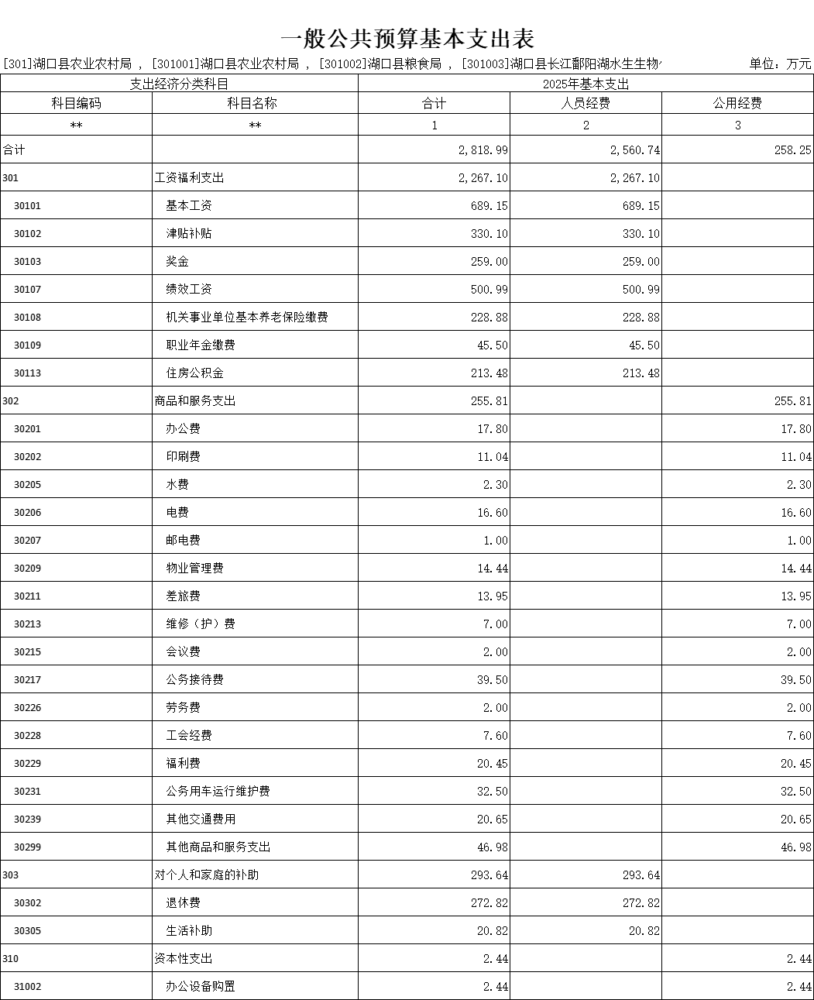 一般公共预算基本支出表
[301]湖口县农业农村局 , [301001]湖口县农业农村局 , [301002]湖口县粮食局 , [301003]湖口县长江鄱阳湖水生生物 单位：万元
支出经济分类科目 2025年基本支出
科目编码 科目名称 合计 人员经费 公用经费
** ** 1 2 3
合计 2,818.99 2,560.74 258.25
301 工资福利支出 2,267.10 2,267.10
30101 基本工资 689.15 689.15
30102 津贴补贴 330.10 330.10
30103 奖金 259.00 259.00
30107 绩效工资 500.99 500.99
30108 机关事业单位基本养老保险缴费 228.88 228.88
30109 职业年金缴费 45.50 45.50
30113 住房公积金 213.48 213.48
302 商品和服务支出 255.81 255.81
30201 办公费 17.80 17.80
30202 印刷费 11.04 11.04
30205 水费 2.30 2.30
30206 电费 16.60 16.60
30207 邮电费 1.00 1.00
30209 物业管理费 14.44 14.44
30211 差旅费 13.95 13.95
30213 维修（护）费 7.00 7.00
30215 会议费 2.00 2.00
30217 公务接待费 39.50 39.50
30226 劳务费 2.00 2.00
30228 工会经费 7.60 7.60
30229 福利费 20.45 20.45
30231 公务用车运行维护费 32.50 32.50
30239 其他交通费用 20.65 20.65
30299 其他商品和服务支出 46.98 46.98
303 对个人和家庭的补助 293.64 293.64
30302 退休费 272.82 272.82
30305 生活补助 20.82 20.82
310 资本性支出 2.44 2.44
31002 办公设备购置 2.44 2.44